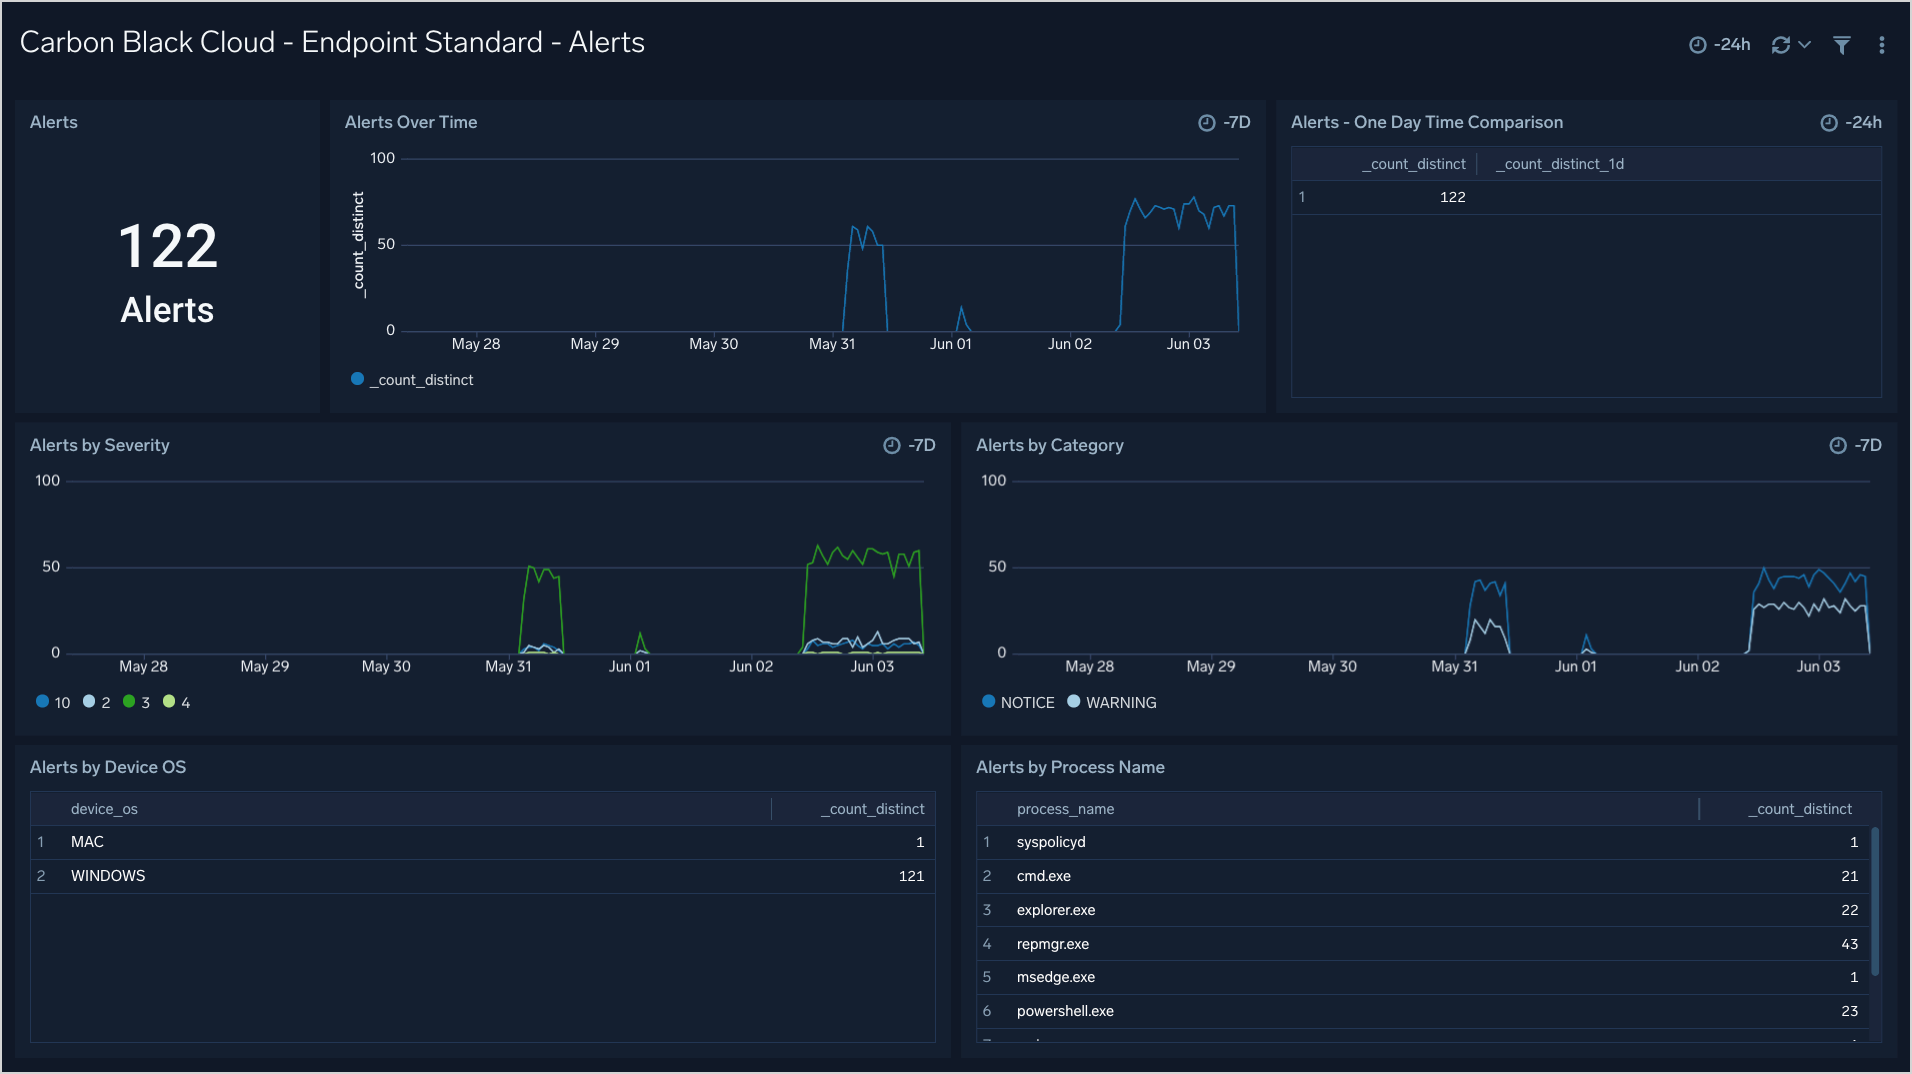 Carbon Black Cloud - Endpoint Standard - Alerts
-24h
Alerts
122
Alerts
Alerts Over Time
-7D
_count_distinct
100
50
0
May 28
May 29
May 30
May 31
Jun 01
Jun 02
Jun 03
_count_distinct
Alerts - One Day Time Comparison
-24h
_count_distinct
_count_distinct_1d
1 122
Alerts by Severity
-7D
100
50
0
May 28
May 29
May 30
May 31
Jun 01
Jun 02
Jun 03
10 2 3 4
Alerts by Category
-7D
100
50
0
May 28
May 29
May 30
May 31
Jun 01
Jun 02
Jun 03
NOTICE WARNING
Alerts by Device OS
device_os _count_distinct
1 MAC 1
2 WINDOWS 121
Alerts by Process Name
process_name _count_distinct
1 syspolicyd 1
2 cmd.exe 21
3 explorer.exe 22
4 repmgr.exe 43
5 msedge.exe 1
6 powershell.exe 23